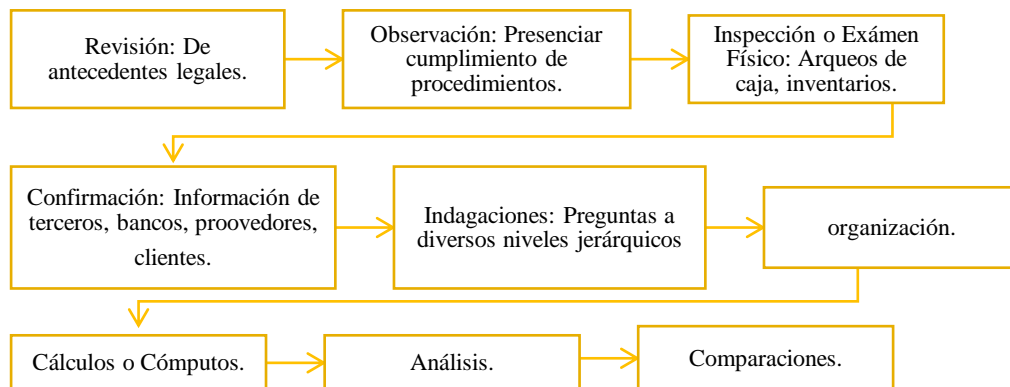 Revisión: De
antecedentes legales.
Observación: Presenciar
cumplimiento de
procedimientos.
Inspección o Exámen
Físico: Arqueos de
caja, inventarios.
Confirmación: Información de
terceros, bancos, proovedores,
clientes.
Indagaciones: Preguntas a
diversos niveles jerárquicos
organización.
Cálculos o Cómputos.
Análisis.
Comparaciones.